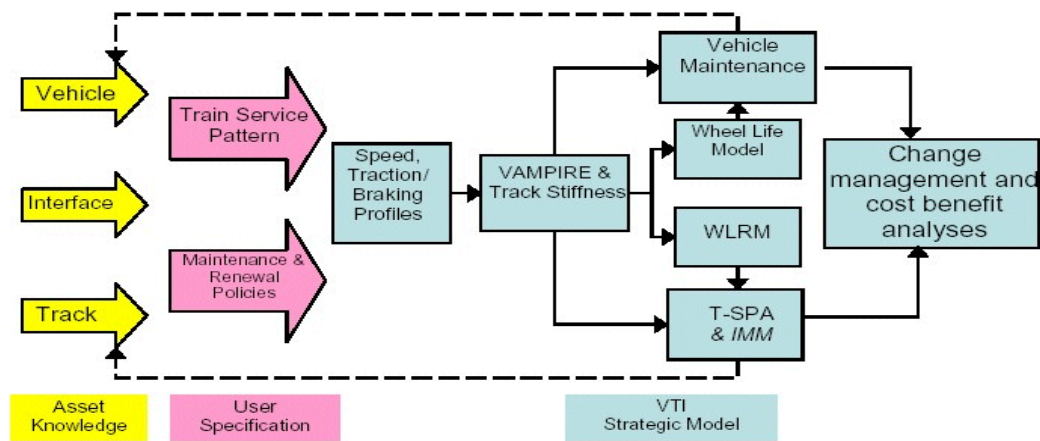 Vehicle
Interface
Track
Train Service
Pattern
Maintenance &
Renewal
Policies
Speed,
Traction/
Braking
Profiles
VAMPIRE &
Track Stiffness
Vehicle
Maintenance
Wheel Life
Model
WLRM
T-SPA
& IMM
Change
management and
cost benefit
analyses
Asset
Knowledge
User
Specification
VTI
Strategic Model